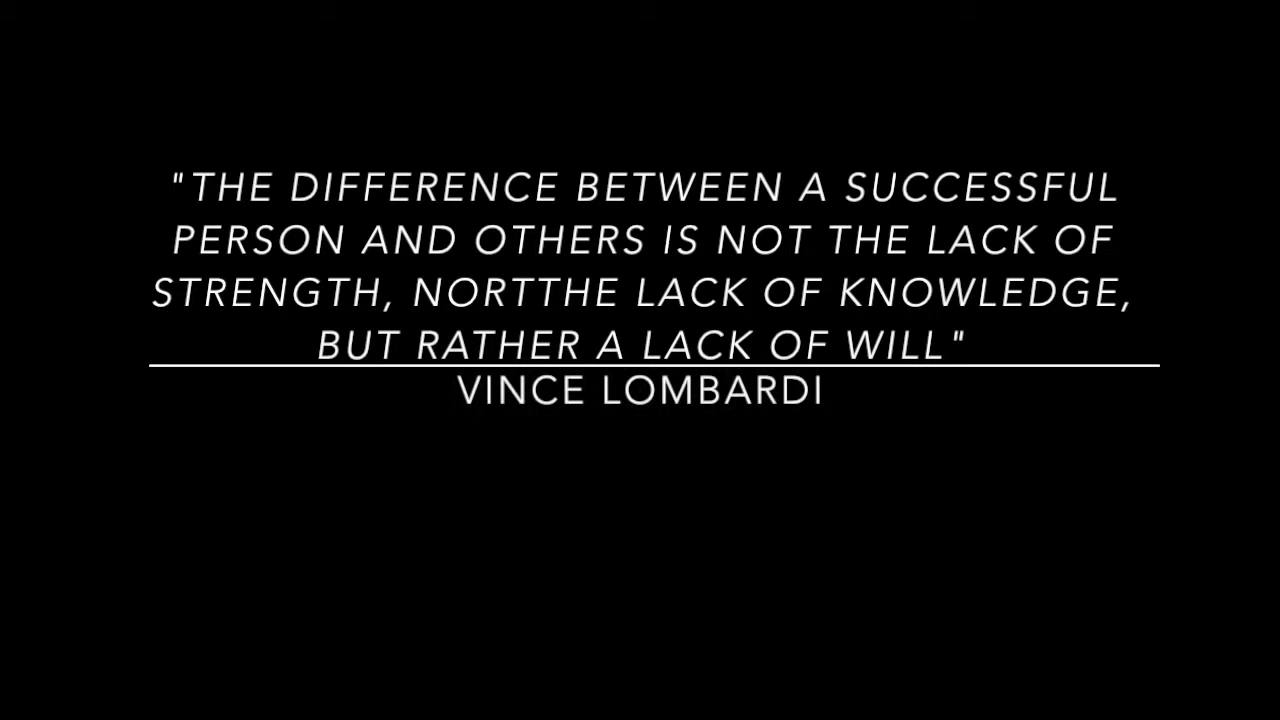 "THE DIFFERENCE BETWEEN A SUCCESSFUL
PERSON AND OTHERS IS NOT THE LACK OF
STRENGTH, NORTTHE LACK OF KNOWLEDGE,
BUT RATHER A LACK OF WILL"
VINCE LOMBARDI